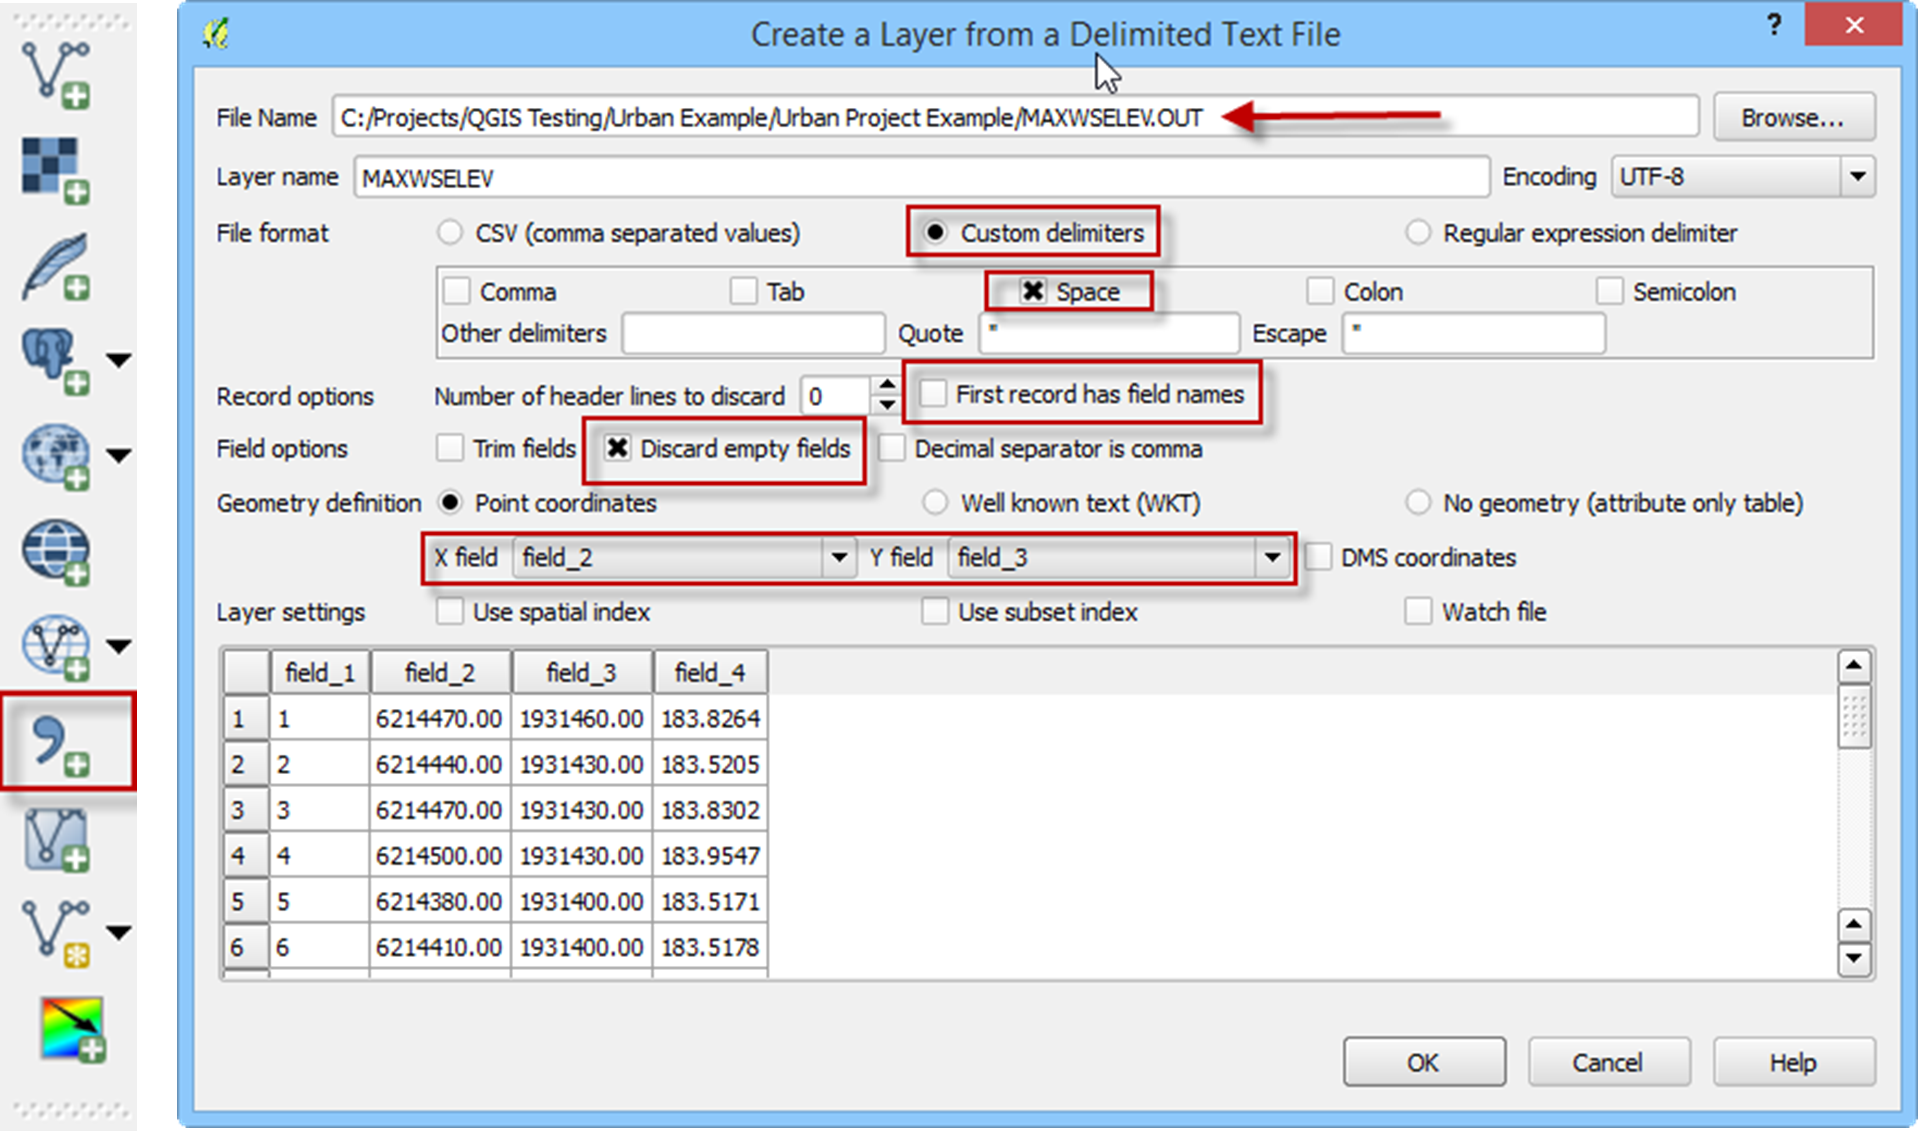 Create a Layer from a Delimited Text File ?
File Name C:/Projects/QGIS Testing/Urban Example/Urban Project Example/MAXWSELEV.OUT Browse...
Layer name MAXWSELEV Encoding UTF-8
File format CSV (comma separated values) Custom delimiters Regular expression delimiter
Comma Tab Space Colon Semicolon
Other delimiters Quote " Escape "
Record options Number of header lines to discard 0 First record has field names
Field options Trim fields Discard empty fields Decimal separator is comma
Geometry definition Point coordinates Well known text (WKT) No geometry (attribute only table)
X field field_2 Y field field_3 DMS coordinates
Layer settings Use spatial index Use subset index Watch file
field_1 field_2 field_3 field_4
1 1 6214470.00 1931460.00 183.8264
2 2 6214440.00 1931430.00 183.5205
3 3 6214470.00 1931430.00 183.8302
4 4 6214500.00 1931430.00 183.9547
5 5 6214380.00 1931400.00 183.5171
6 6 6214410.00 1931400.00 183.5178
OK Cancel Help